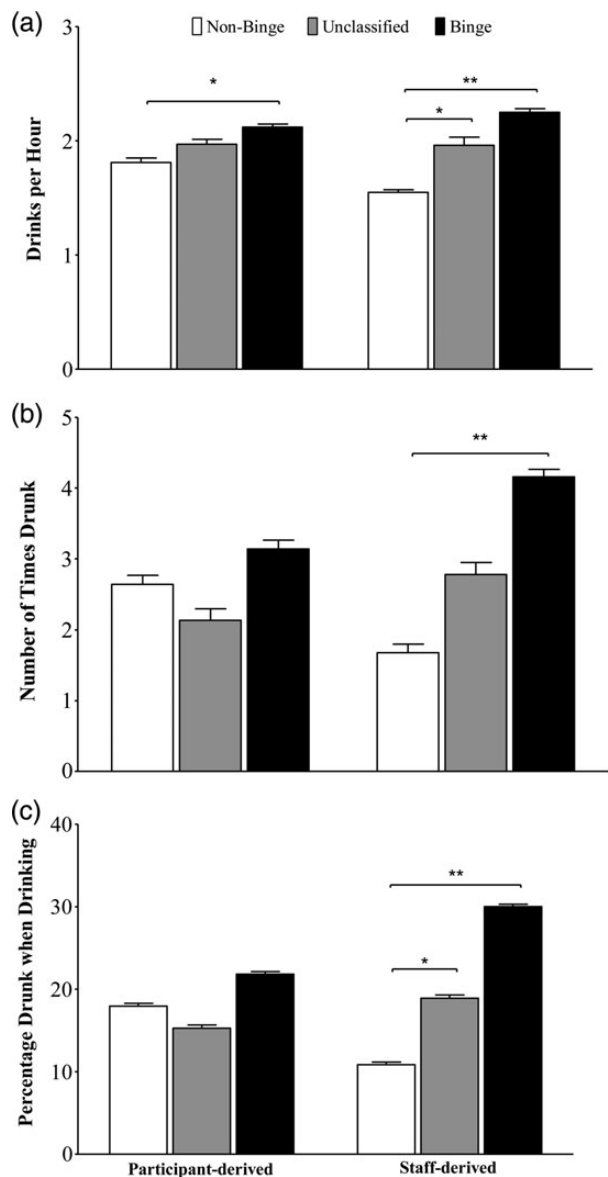 (a)
Non-Binge Unclassified Binge
3
2
1
0
Drinks per Hour
*
**
*
(b)
5
4
3
2
1
0
Number of Times Drunk
**
(c)
40
30
20
10
0
Percentage Drunk when Drinking
**
*
Participant-derived Staff-derived